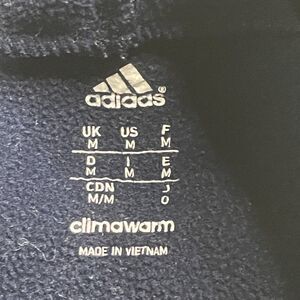 adidas®
UK US F
M M M
D I E
M M M
CDN J
M/M O
climawarm
MADE IN VIETNAM